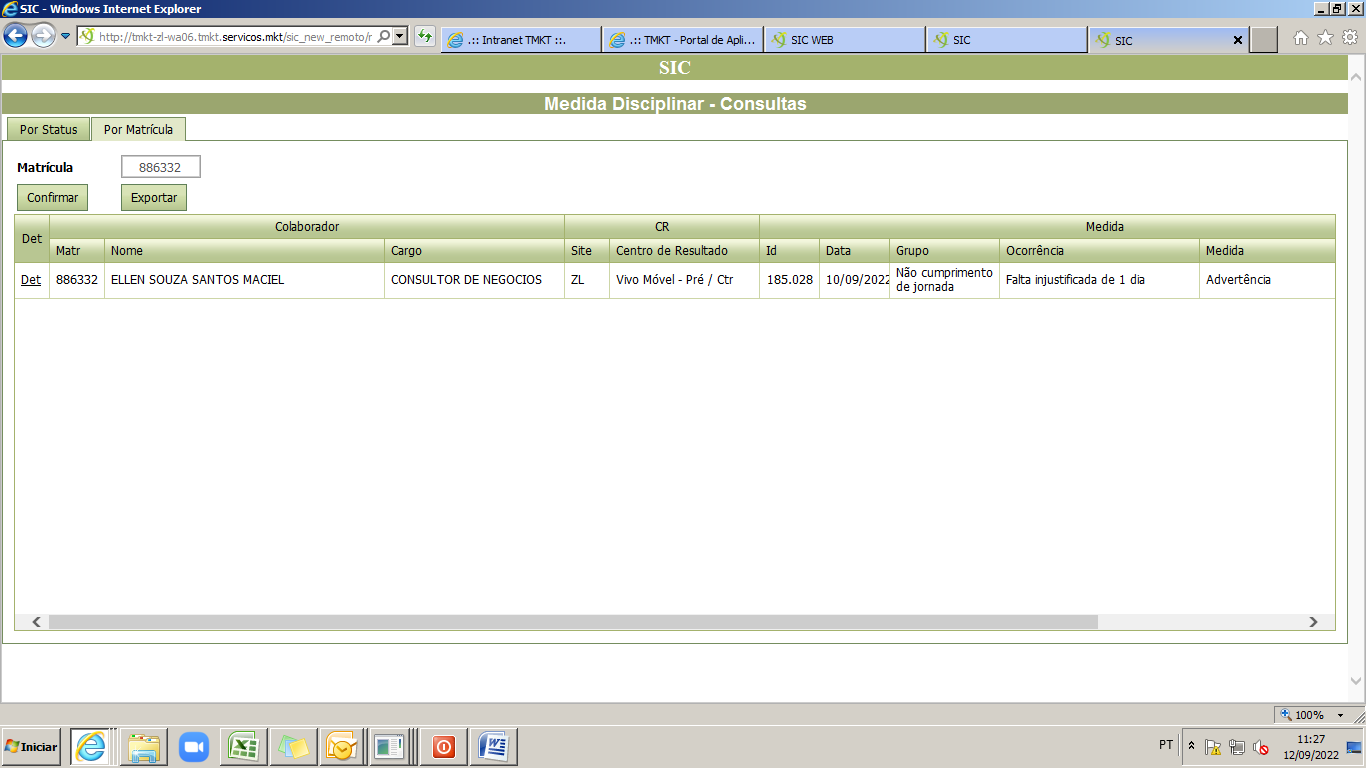 SIC - Windows Internet Explorer
http://tmkt-zl-wa06.tmkt.servicos.mkt/sic_new_remoto/r
.:: Intranet TMKT ::.
.:: TMKT - Portal de Apli...
SIC WEB
SIC
SIC
SIC
Medida Disciplinar - Consultas
Por Status
Por Matrícula
Matrícula
886332
Confirmar
Exportar
Det
Colaborador
CR
Medida
Matr
Nome
Cargo
Site
Centro de Resultado
Id
Data
Grupo
Ocorrência
Medida
Det
886332
ELLEN SOUZA SANTOS MACIEL
CONSULTOR DE NEGOCIOS
ZL
Vivo Móvel - Pré / Ctr
185.028
10/09/2022
Não cumprimento
de jornada
Falta injustificada de 1 dia
Advertência
100%
Iniciar
PT
11:27
12/09/2022